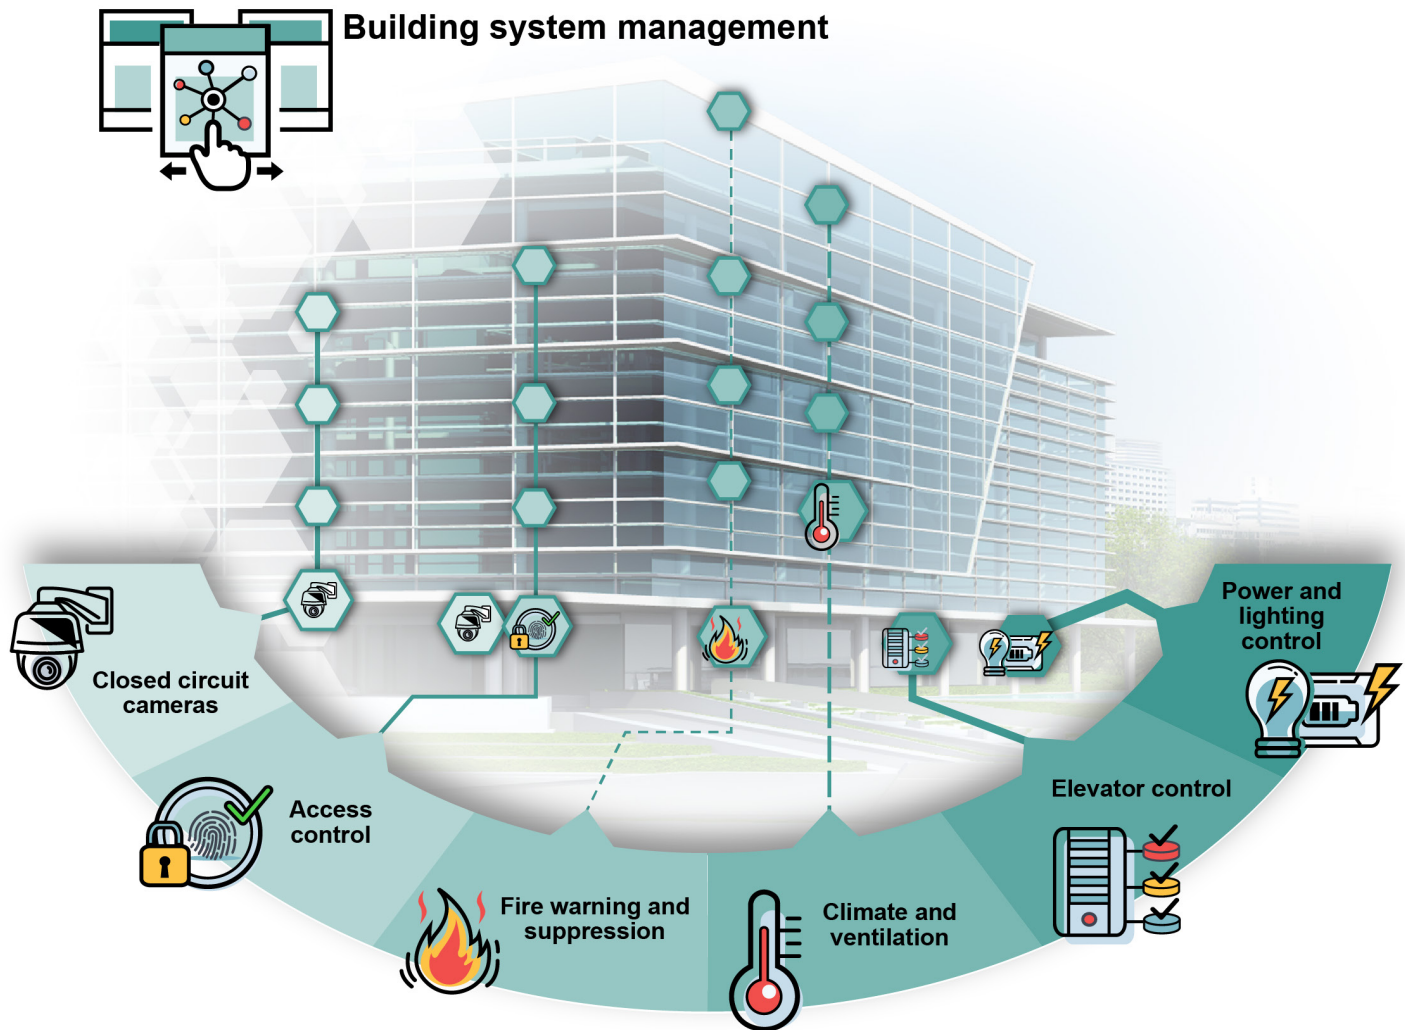 Building system management
Closed circuit
cameras
Access
control
Fire warning and
suppression
Climate and
ventilation
Elevator control
Power and
lighting
control